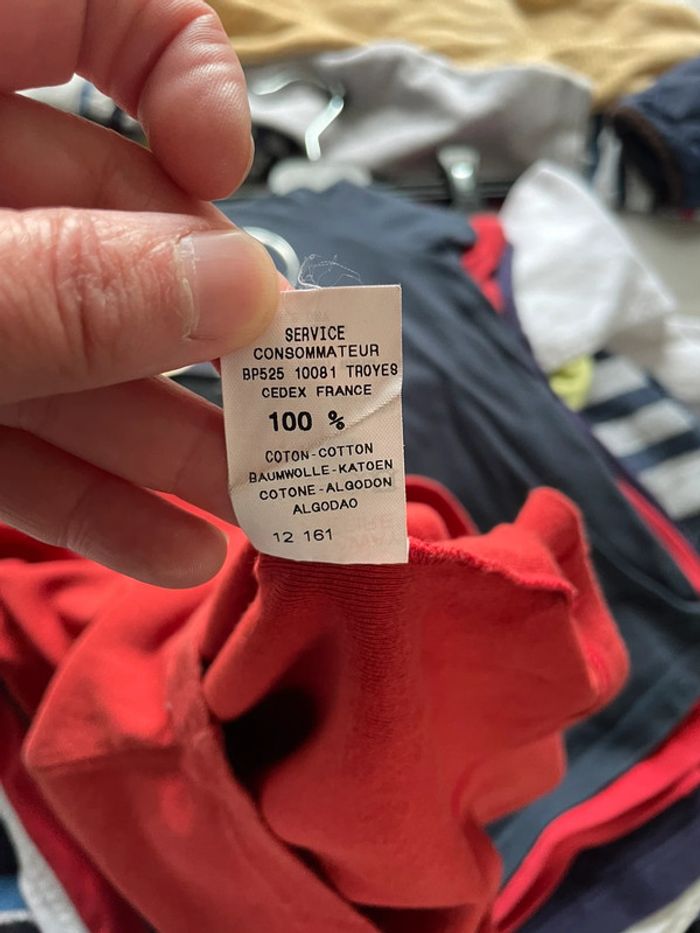 SERVICE
CONSOMMATEUR
BP525 10081 TROYES
CEDEX FRANCE
100 %
COTON-COTTON
BAUMWOLLE-KATOEN
COTONE-ALGODON
ALGODAO
12 161